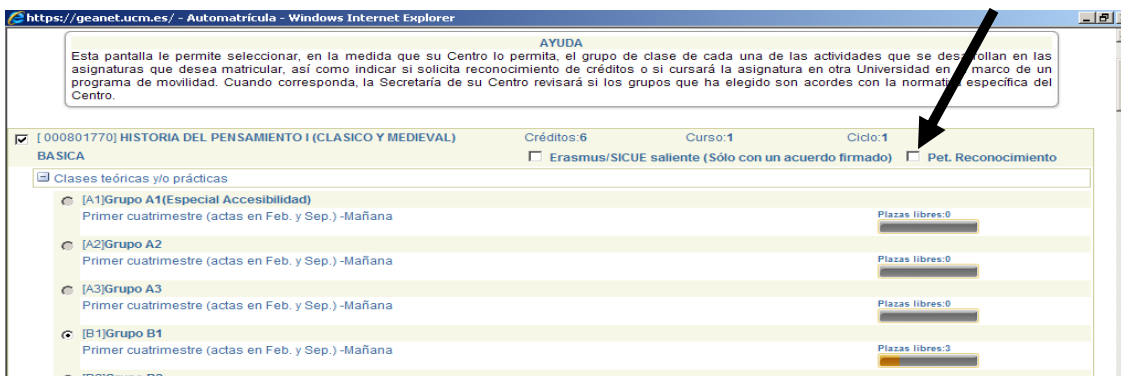 https://geanet.ucm.es/ - Automatrícula - Windows Internet Explorer
AYUDA
Esta pantalla le permite seleccionar, en la medida que su Centro lo permita, el grupo de clase de cada una de las actividades que se desarrollan en las
asignaturas que desea matricular, así como indicar si solicita reconocimiento de créditos o si cursará la asignatura en otra Universidad en marco de un
programa de movilidad. Cuando corresponda, la Secretaría de su Centro revisará si los grupos que ha elegido son acordes con la normativa específica del
Centro.
[ 000801770] HISTORIA DEL PENSAMIENTO I (CLASICO Y MEDIEVAL) Créditos:6 Curso:1 Ciclo:1
BASICA Erasmus/SICUE saliente (Sólo con un acuerdo firmado) Pet. Reconocimiento
Clases teóricas y/o prácticas
[A1]Grupo A1(Especial Accesibilidad)
Primer cuatrimestre (actas en Feb. y Sep.) -Mañana Plazas libres:0
[A2]Grupo A2
Primer cuatrimestre (actas en Feb. y Sep.) -Mañana Plazas libres:0
[A3]Grupo A3
Primer cuatrimestre (actas en Feb. y Sep.) -Mañana Plazas libres:0
[B1]Grupo B1
Primer cuatrimestre (actas en Feb. y Sep.) -Mañana Plazas libres:3